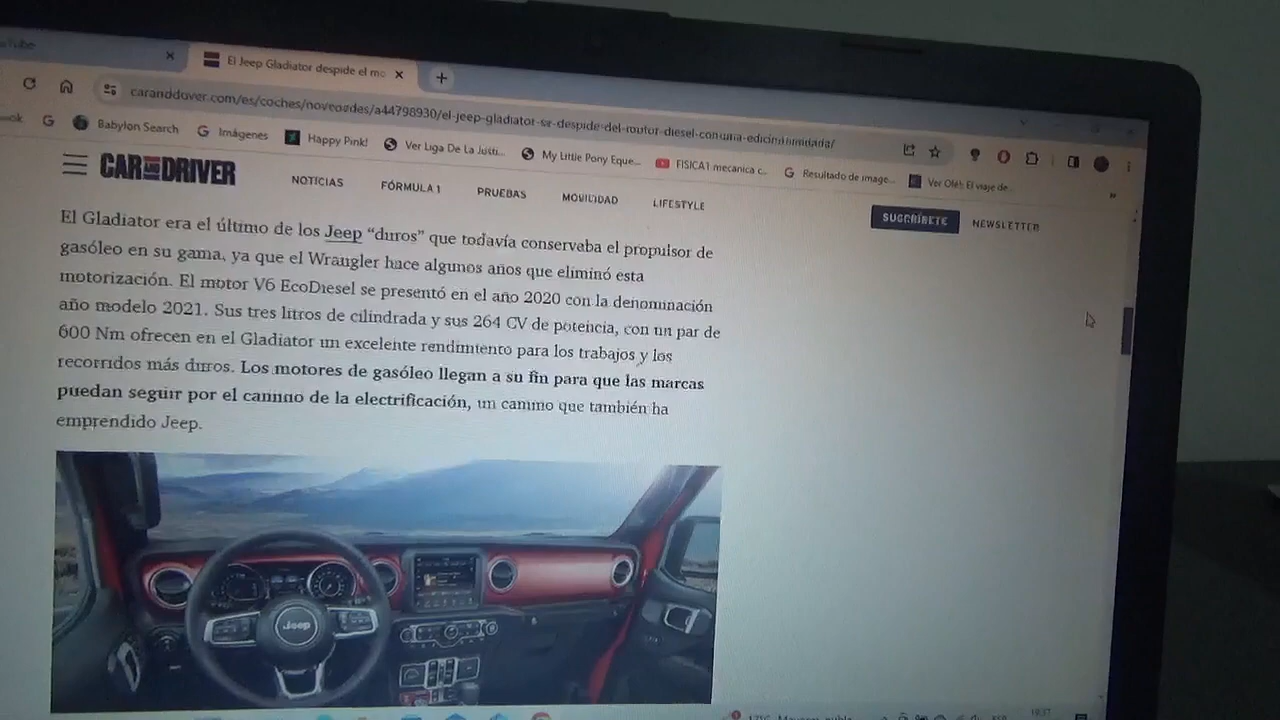 El Jeep Gladiator despide el mo
caranddriver.com/es/coches/novedades/a44798930/el-jeep-gladiator-se-despide-del-motor-diesel-con-una-edicion-limitada/
Babylon Search
Imágenes
Happy Pink!
Ver Liga De La Justi...
My Little Pony Eque...
FISICA1 mecanica c...
Resultado de image...
Ver Olé!: El viaje de...
CAR AND DRIVER
NOTICIAS
FÓRMULA 1
PRUEBAS
MOVILIDAD
LIFESTYLE
SUSCRÍBETE
NEWSLETTER
El Gladiator era el último de los Jeep “duros” que todavía conservaba el propulsor de
gasóleo en su gama, ya que el Wrangler hace algunos años que eliminó esta
motorización. El motor V6 EcoDiesel se presentó en el año 2020 con la denominación
año modelo 2021. Sus tres litros de cilindrada y sus 264 CV de potencia, con un par de
600 Nm ofrecen en el Gladiator un excelente rendimiento para los trabajos y los
recorridos más duros. Los motores de gasóleo llegan a su fin para que las marcas
puedan seguir por el camino de la electrificación, un camino que también ha
emprendido Jeep.
Jeep